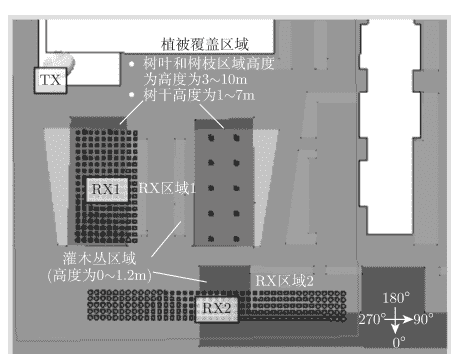 植被覆盖区域
• 树叶和树枝区域高度
为高度为3~10m
• 树干高度为1~7m
TX
RX1
RX区域1
灌木丛区域
(高度为0~1.2m)
RX区域2
RX2
180°
270°
90°
0°